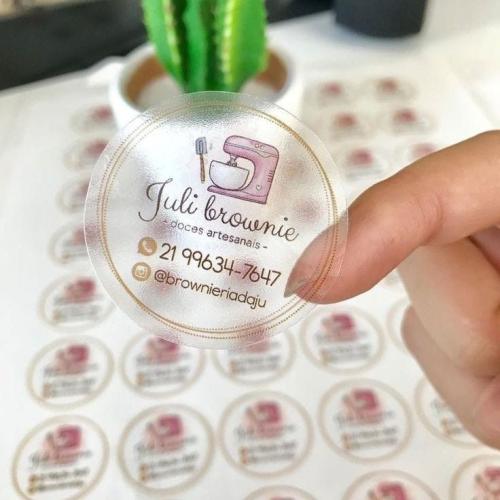 Juli brownie
- doces artesanais -
21 99634-7647
@brownieriadaju